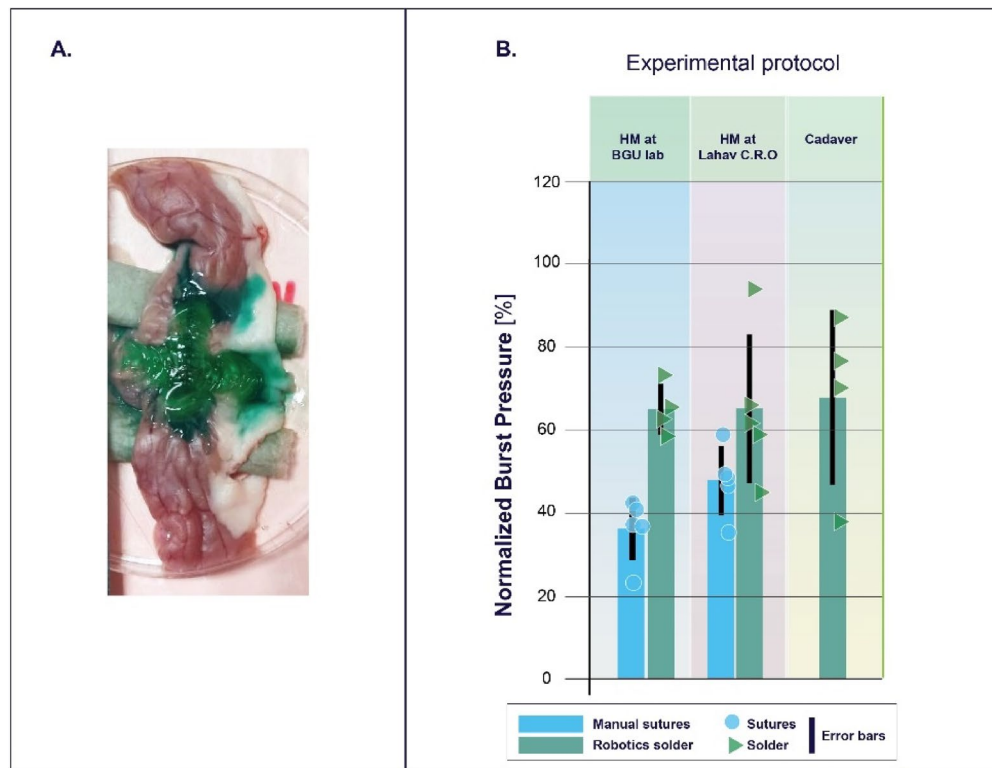 A.
B.
Experimental protocol
HM at
BGU lab
HM at
Lahav C.R.O
Cadaver
Normalized Burst Pressure [%]
120
100
80
60
40
20
0
Manual sutures
Robotics solder
Sutures
Solder
Error bars